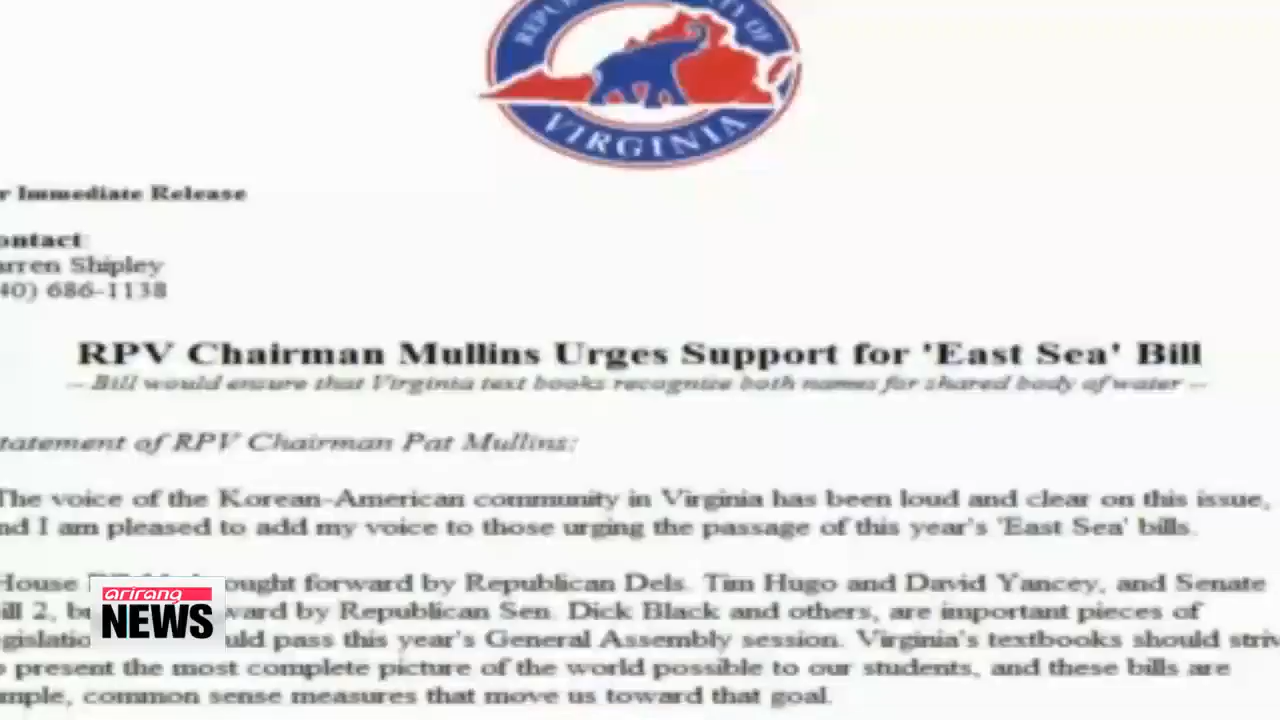 VIRGINIA
Immediate Release
Shipley
686-1138
RPV Chairman Mullins Urges Support for 'East Sea' Bill
-- Bill would ensure that Virginia text books recognize both names for shared body of water --
tatement of RPV Chairman Pat Mullins:
The voice of the Korean-American community in Virginia has been loud and clear on this issue,
nd I am pleased to add my voice to those urging the passage of this year's 'East Sea' bills.
House ought forward by Republican Dels. Tim Hugo and David Yancey, and Senate
ill 2, ward by Republican Sen. Dick Black and others, are important pieces of
gislatio uld pass this year's General Assembly session. Virginia's textbooks should striv
present the most complete picture of the world possible to our students, and these bills are
mple, common sense measures that move us toward that goal.
arirang
NEWS